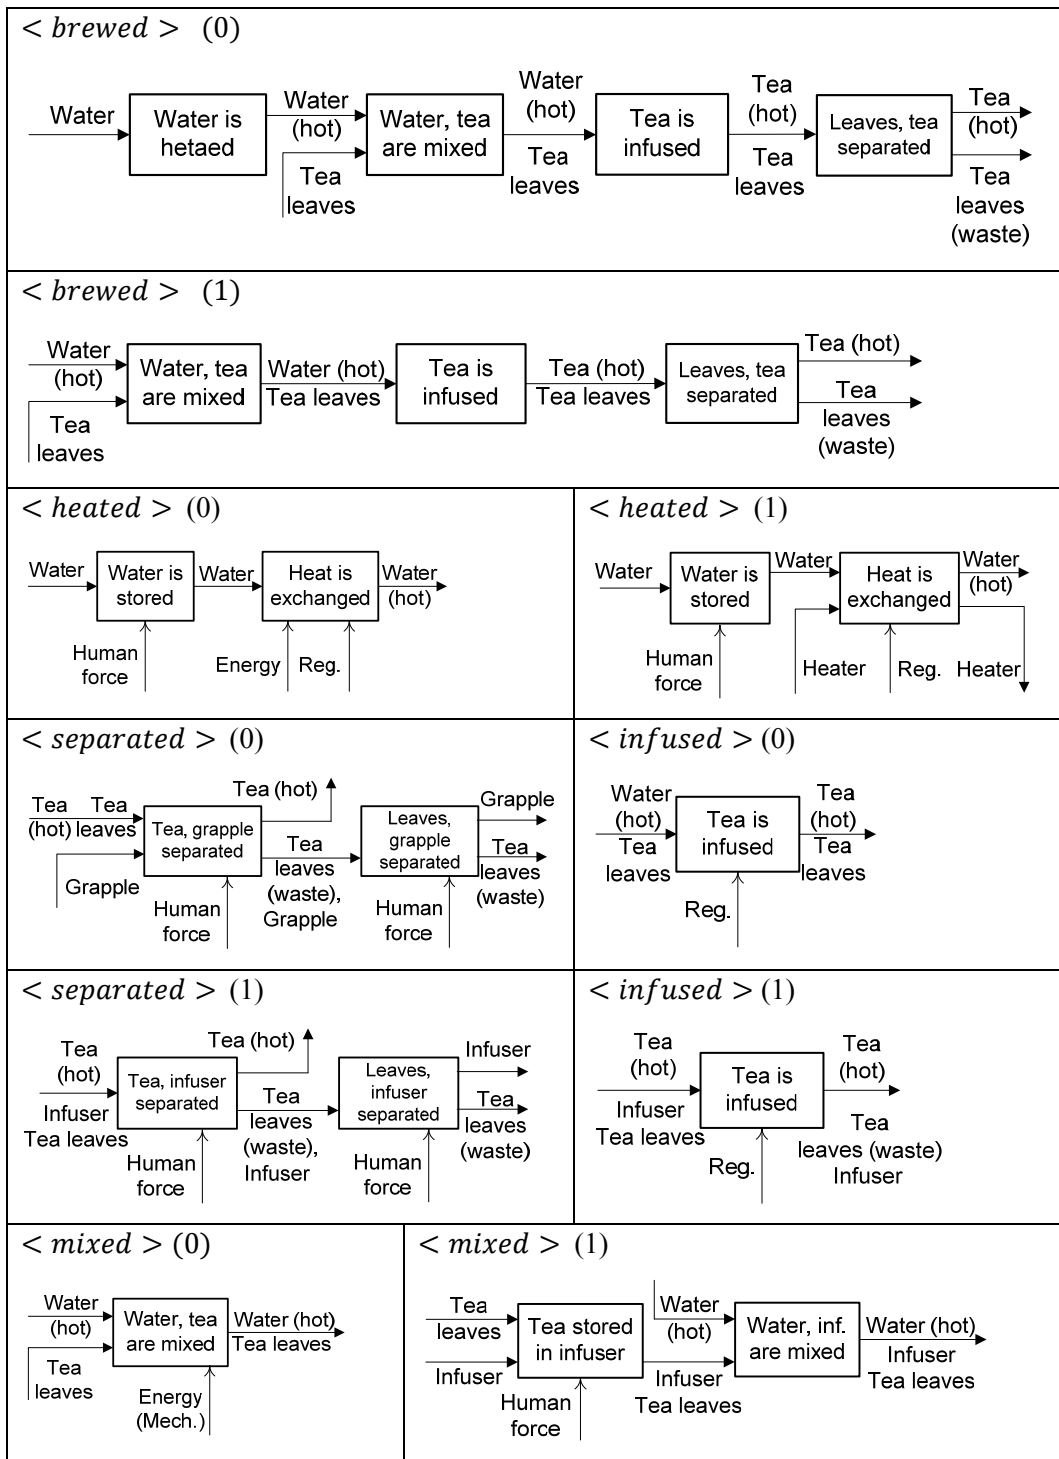 < brewed > (0)
Water
Water is
hetaed
Water
(hot)
Tea
leaves
Water, tea
are mixed
Water
(hot)
Tea
leaves
Tea is
infused
Tea
(hot)
Tea
leaves
Leaves, tea
separated
Tea
(hot)
Tea
leaves
(waste)
< brewed > (1)
Water
(hot)
Tea
leaves
Water, tea
are mixed
Water (hot)
Tea leaves
Tea is
infused
Tea (hot)
Tea leaves
Leaves, tea
separated
Tea (hot)
Tea
leaves
(waste)
< heated > (0)
Water
Water is
stored
Human
force
Water
Heat is
exchanged
Energy
Reg.
Water
(hot)
< heated > (1)
Water
Water is
stored
Human
force
Water
Heater
Heat is
exchanged
Reg.
Water
(hot)
Heater
< separated > (0)
Tea Tea
(hot) leaves
Grapple
Tea, grapple
separated
Human
force
Tea (hot)
Tea
leaves
(waste),
Grapple
Leaves,
grapple
separated
Human
force
Grapple
Tea
leaves
(waste)
< infused > (0)
Water
(hot)
Tea
leaves
Tea is
infused
Reg.
Tea
(hot)
Tea
leaves
< separated > (1)
Tea
(hot)
Infuser
Tea leaves
Tea, infuser
separated
Human
force
Tea (hot)
Tea
leaves
(waste),
Infuser
Leaves,
infuser
separated
Human
force
Infuser
Tea
leaves
(waste)
< infused > (1)
Tea
(hot)
Infuser
Tea leaves
Tea is
infused
Reg.
Tea
(hot)
Tea
leaves (waste)
Infuser
< mixed > (0)
Water
(hot)
Tea
leaves
Water, tea
are mixed
Energy
(Mech.)
Water (hot)
Tea leaves
< mixed > (1)
Tea
leaves
Infuser
Tea stored
in infuser
Human
force
Water
(hot)
Infuser
Tea leaves
Water, inf.
are mixed
Water (hot)
Infuser
Tea leaves